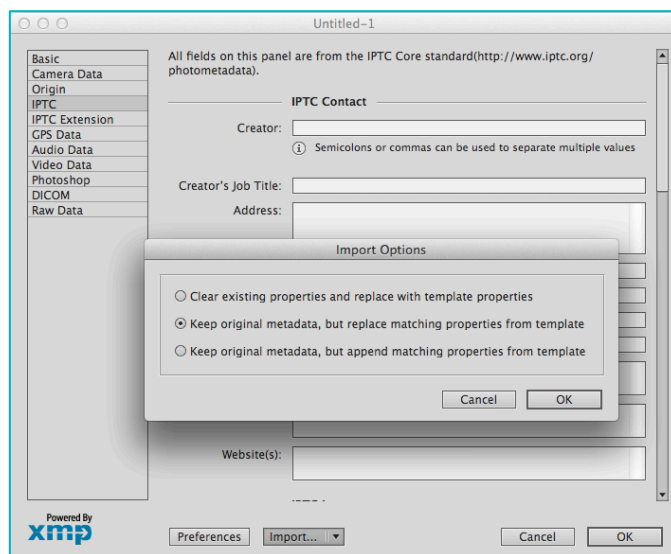 Untitled-1
Basic
Camera Data
Origin
IPTC
IPTC Extension
GPS Data
Audio Data
Video Data
Photoshop
DICOM
Raw Data
All fields on this panel are from the IPTC Core standard(http://www.iptc.org/
photometadata).
IPTC Contact
Creator:
Semicolons or commas can be used to separate multiple values
Creator's Job Title:
Address:
Import Options
Clear existing properties and replace with template properties
Keep original metadata, but replace matching properties from template
Keep original metadata, but append matching properties from template
Cancel
OK
Website(s):
Powered By
xmp
Preferences
Import...
Cancel
OK